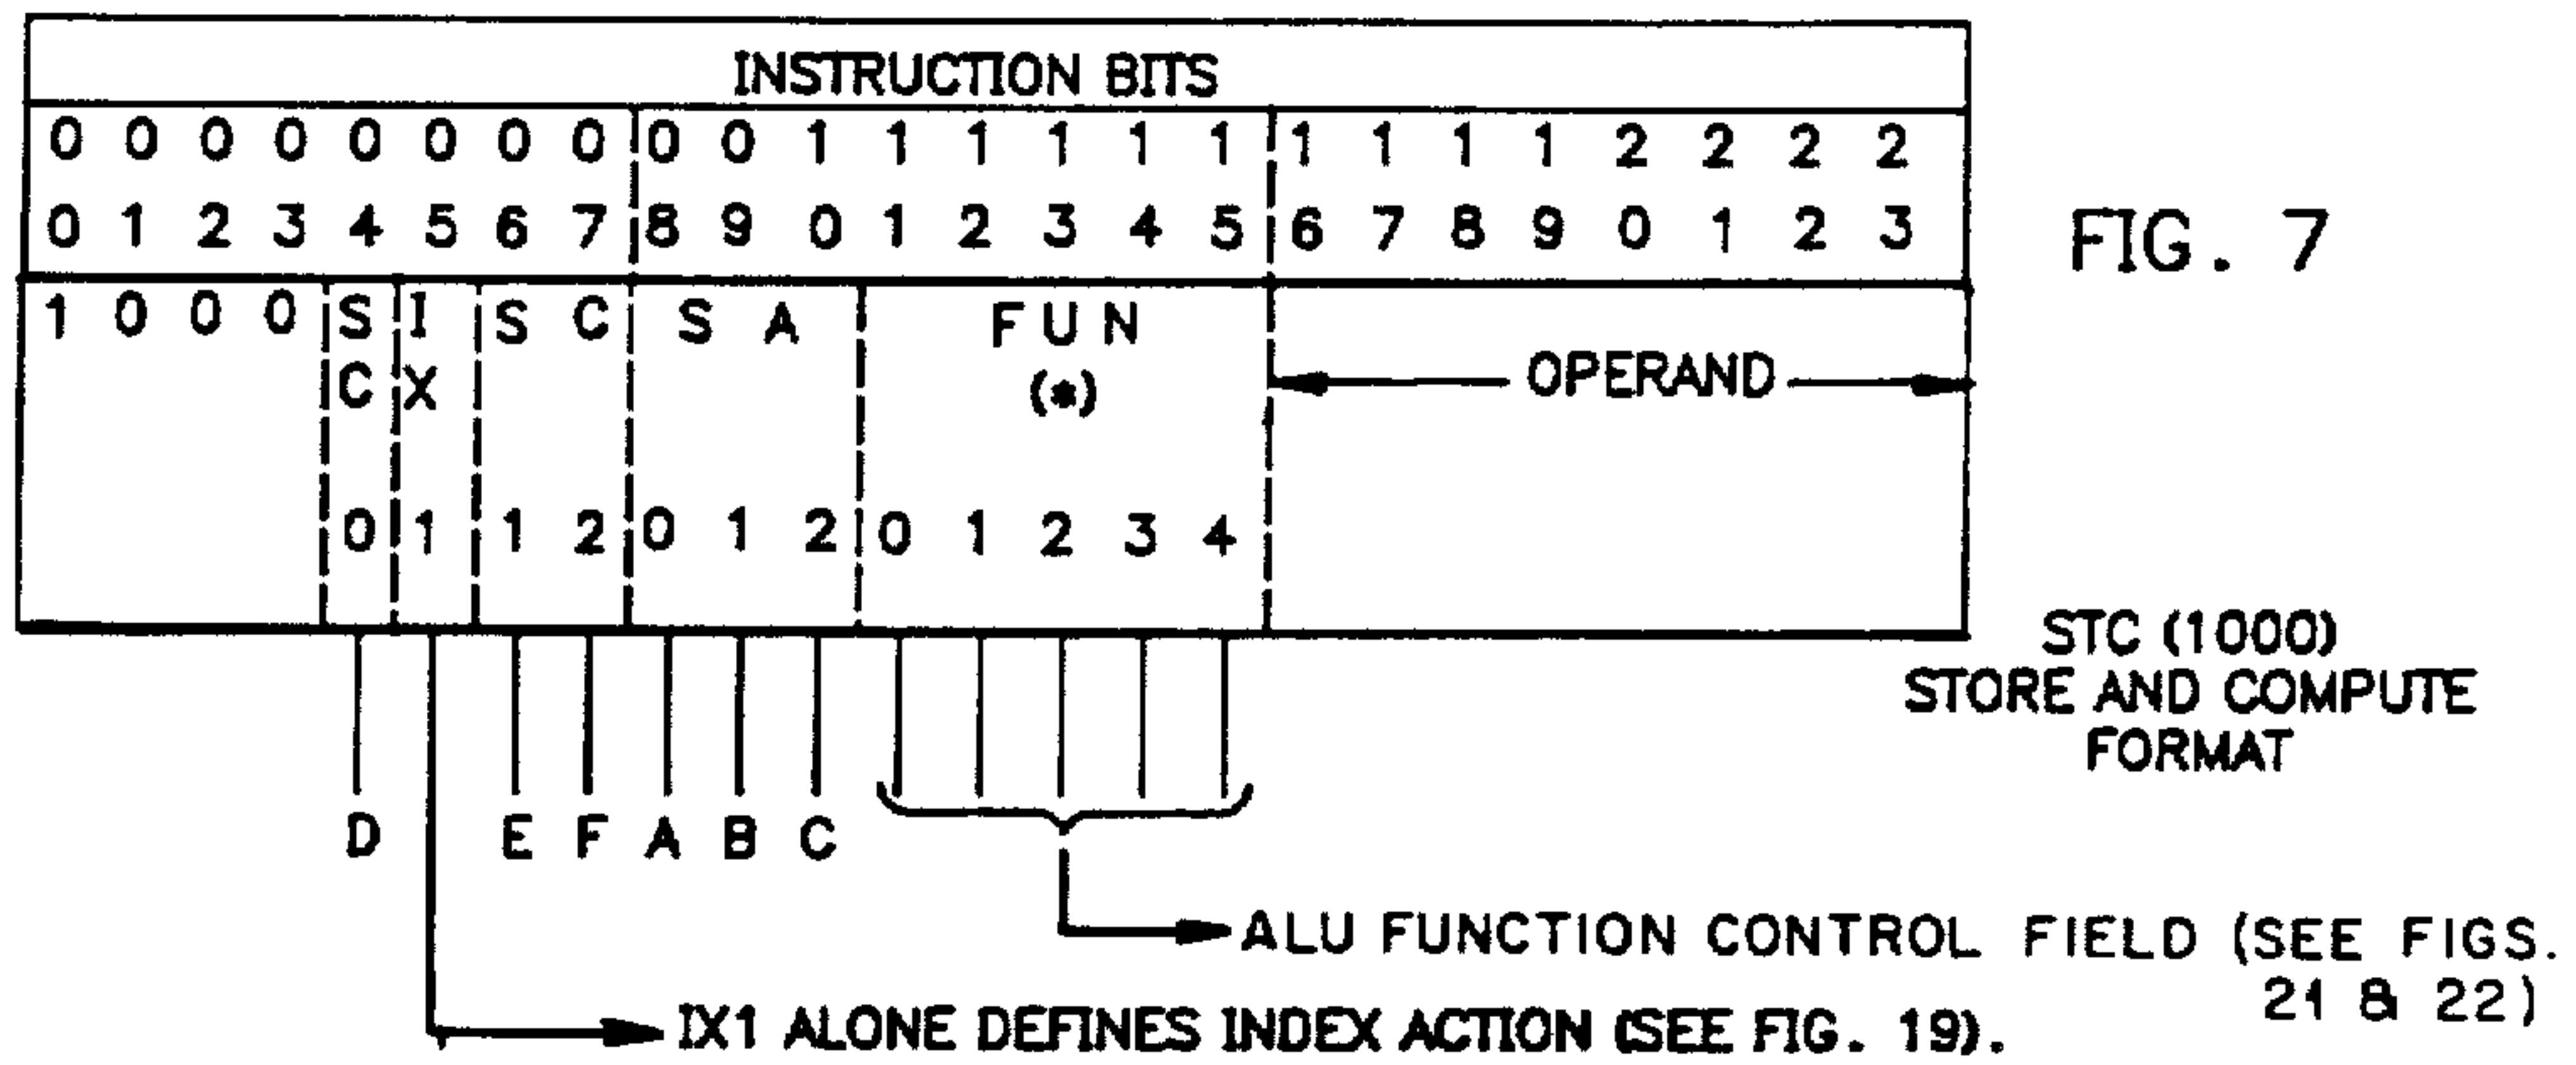 INSTRUCTION BITS
0 0 0 0 0 0 0 0 0 0 1 1 1 1 1 1 1 1 1 1 2 2 2 2
0 1 2 3 4 5 6 7 8 9 0 1 2 3 4 5 6 7 8 9 0 1 2 3
FIG. 7
1 0 0 0 S I S C S A F U N
C X (*) OPERAND
0 1 1 2 0 1 2 0 1 2 3 4
STC (1000)
STORE AND COMPUTE
FORMAT
D E F A B C
ALU FUNCTION CONTROL FIELD (SEE FIGS.
21 & 22)
IX1 ALONE DEFINES INDEX ACTION (SEE FIG. 19).